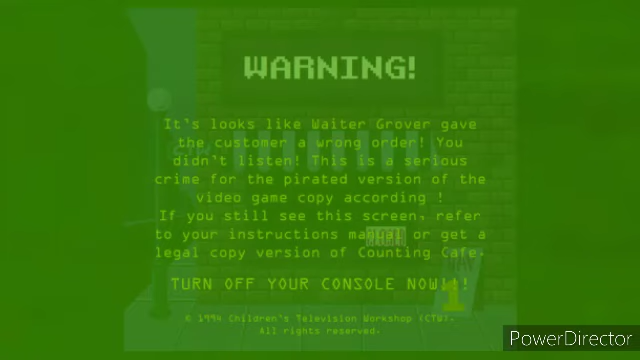 WARNING!
It's looks like Waiter Grover gave
the customer a wrong order! You
didn't listen! This is a serious
crime for the pirated version of the
video game copy according !
If you still see this screen, refer
to your instructions manual or get a
legal copy version of Counting Cafe.
TURN OFF YOUR CONSOLE NOW!!!
© 1994 Children's Television Workshop (CTW).
All rights reserved.
1
PowerDirector